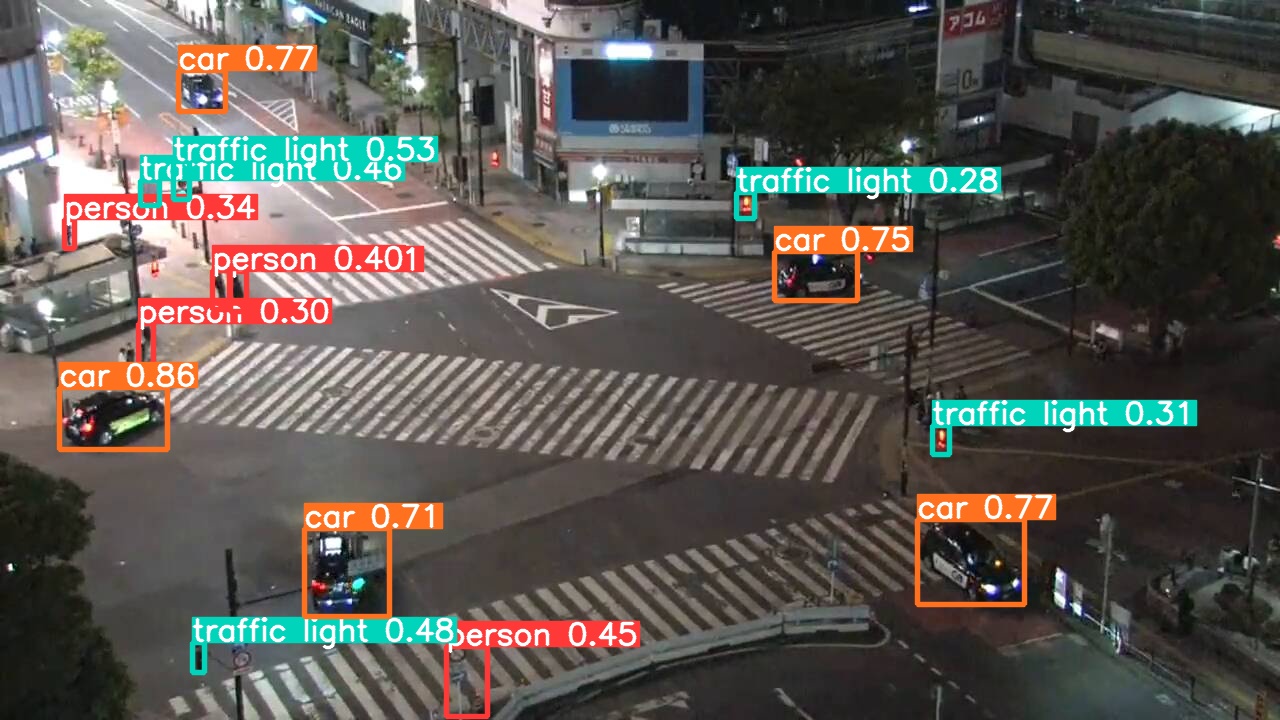 AMERICAN EAGLE
アコム
car 0.77
traffic light 0.53
traffic light 0.46
traffic light 0.28
person 0.34
car 0.75
person 0.401
person 0.30
car 0.86
traffic light 0.31
car 0.71
car 0.77
traffic light 0.48
person 0.45